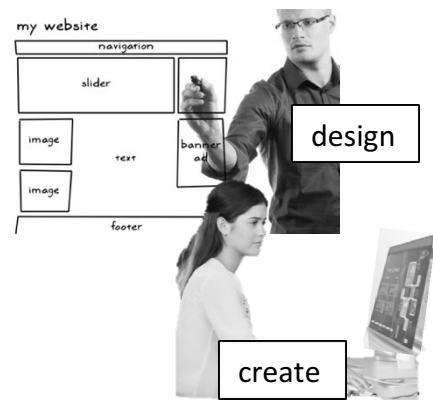 my website
navigation
slider
image
text
banner
ad
image
footer
design
create